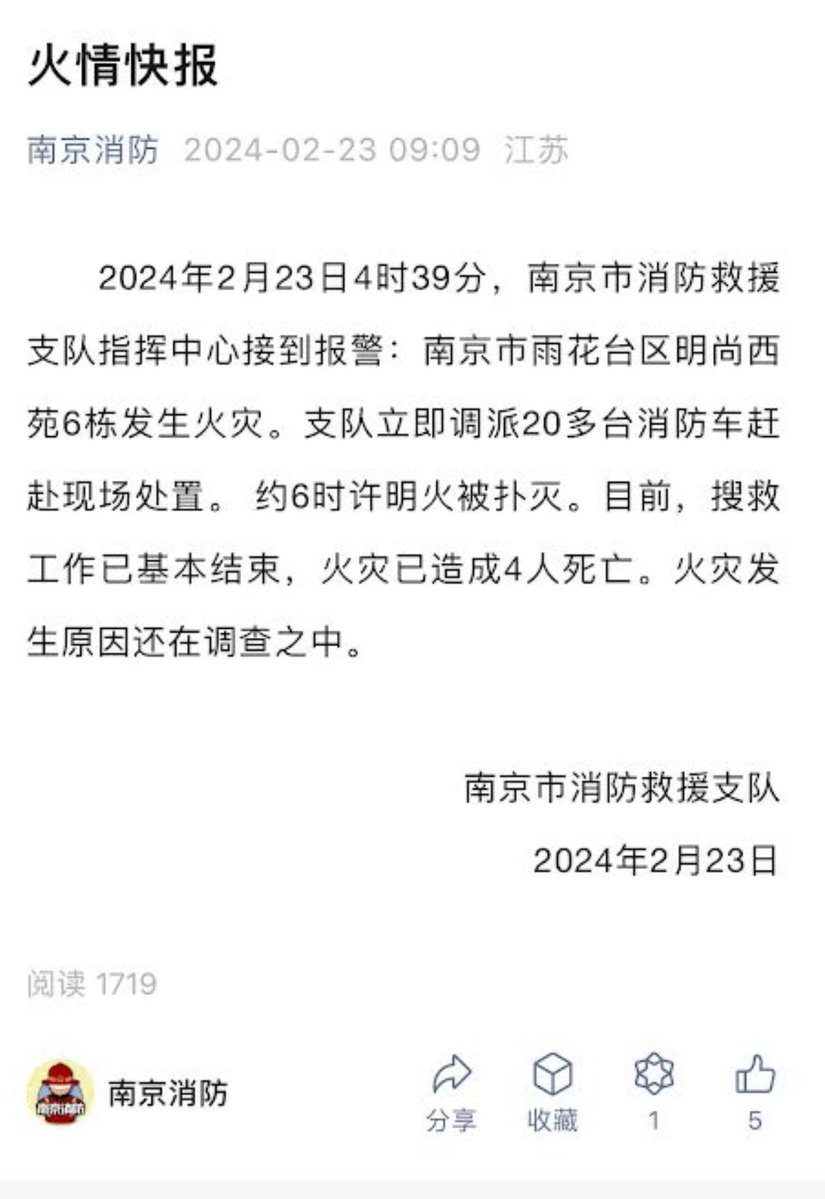 火情快报
南京消防 2024-02-23 09:09 江苏
2024年2月23日4时39分，南京市消防救援
支队指挥中心接到报警：南京市雨花台区明尚西
苑6栋发生火灾。支队立即调派20多台消防车赶
赴现场处置。 约6时许明火被扑灭。目前，搜救
工作已基本结束，火灾已造成4人死亡。火灾发
生原因还在调查之中。
南京市消防救援支队
2024年2月23日
阅读 1719
南京消防
南京消防
分享 收藏 1 5